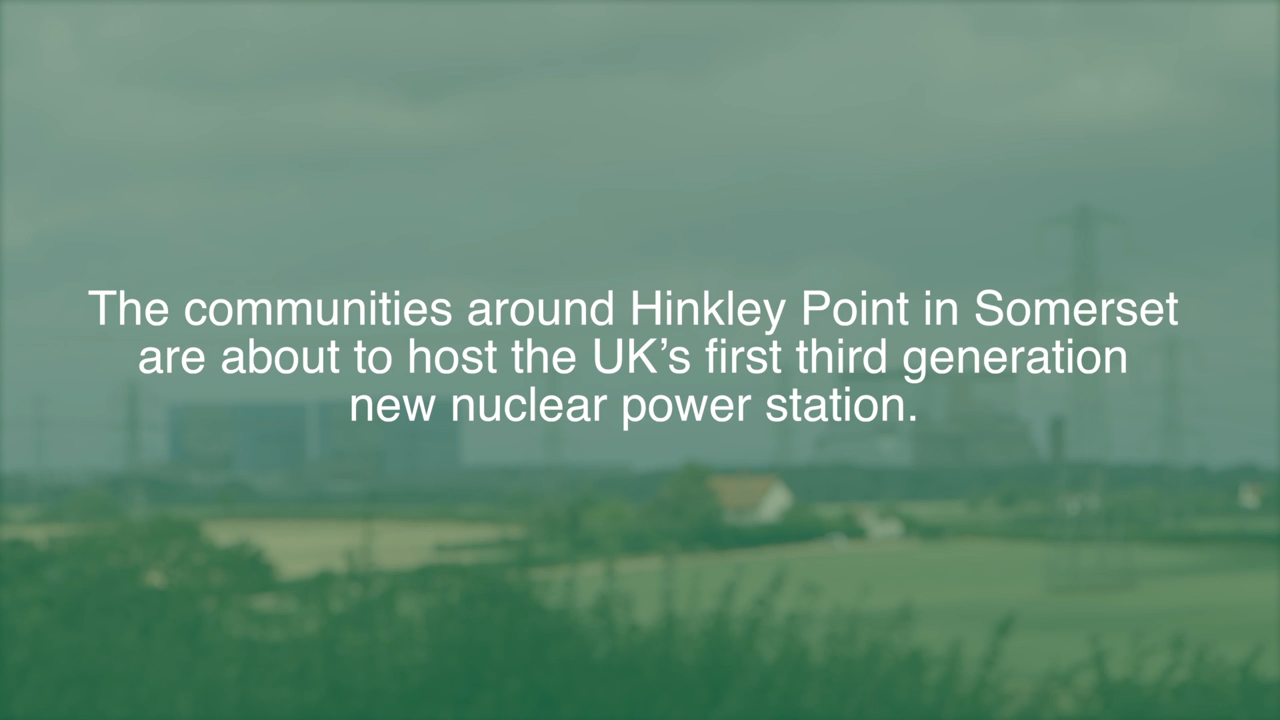 The communities around Hinkley Point in Somerset
are about to host the UK’s first third generation
new nuclear power station.